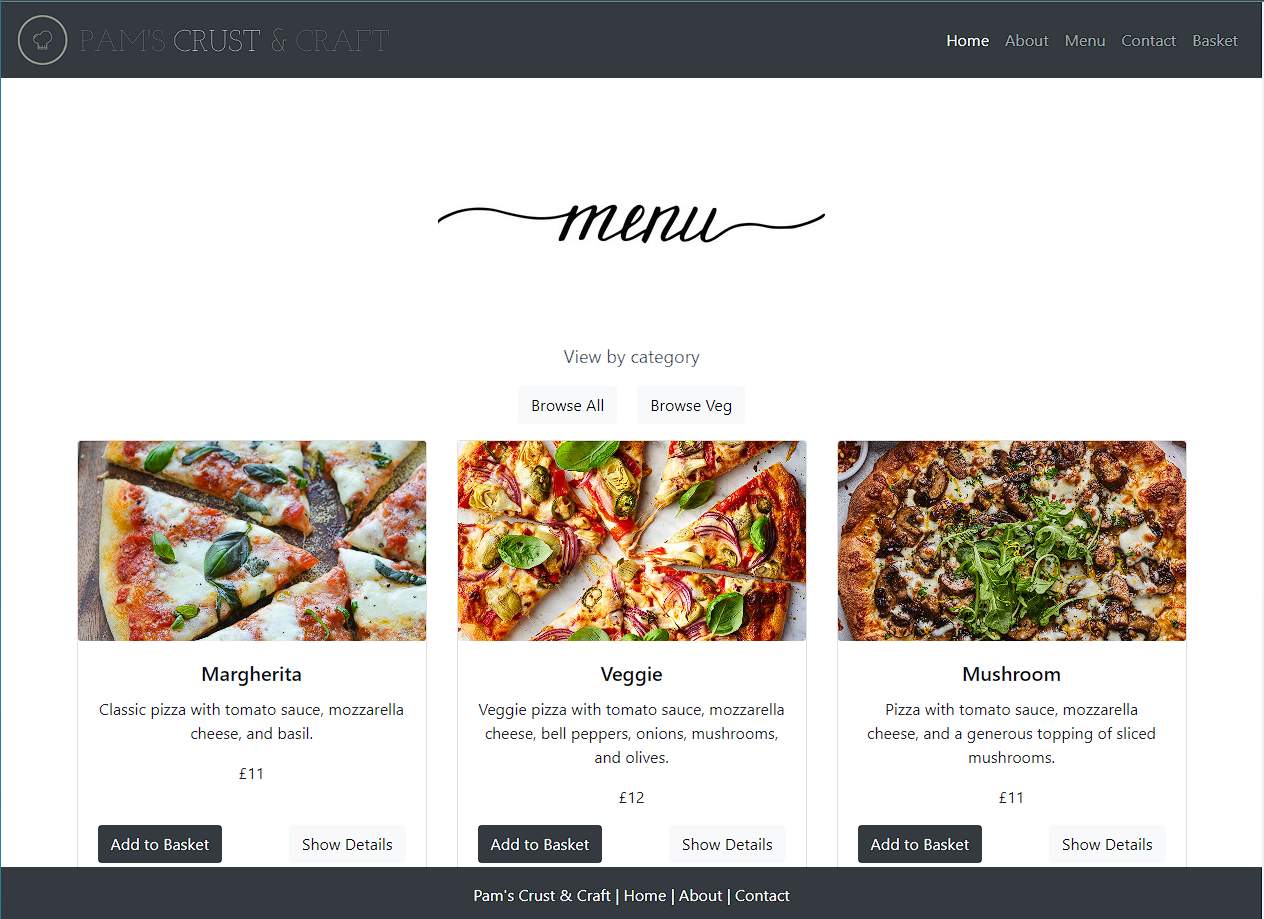 PAM'S CRUST & CRAFT
Home About Menu Contact Basket
menu
View by category
Browse All Browse Veg
Margherita
Classic pizza with tomato sauce, mozzarella
cheese, and basil.
£11
Add to Basket Show Details
Veggie
Veggie pizza with tomato sauce, mozzarella
cheese, bell peppers, onions, mushrooms,
and olives.
£12
Add to Basket Show Details
Mushroom
Pizza with tomato sauce, mozzarella
cheese, and a generous topping of sliced
mushrooms.
£11
Add to Basket Show Details
Pam's Crust & Craft | Home | About | Contact